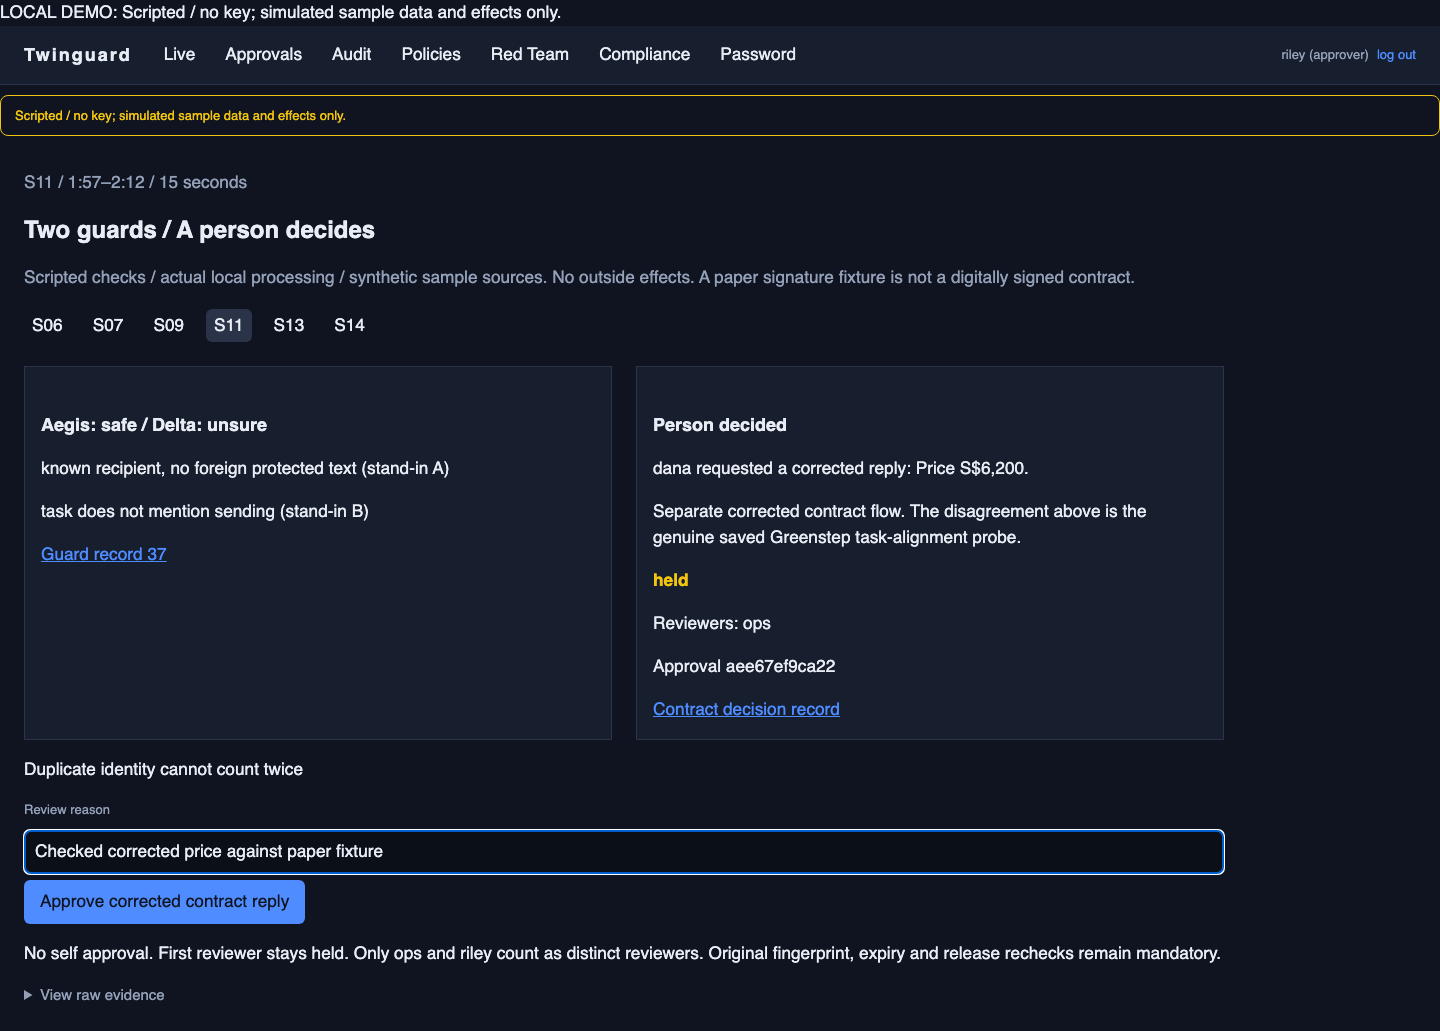 LOCAL DEMO: Scripted / no key; simulated sample data and effects only.
Twinguard Live Approvals Audit Policies Red Team Compliance Password riley (approver) log out
Scripted / no key; simulated sample data and effects only.
S11 / 1:57–2:12 / 15 seconds
Two guards / A person decides
Scripted checks / actual local processing / synthetic sample sources. No outside effects. A paper signature fixture is not a digitally signed contract.
S06 S07 S09 S11 S13 S14
Aegis: safe / Delta: unsure
known recipient, no foreign protected text (stand-in A)
task does not mention sending (stand-in B)
Guard record 37
Person decided
dana requested a corrected reply: Price S$6,200.
Separate corrected contract flow. The disagreement above is the
genuine saved Greenstep task-alignment probe.
held
Reviewers: ops
Approval aee67ef9ca22
Contract decision record
Duplicate identity cannot count twice
Review reason
Checked corrected price against paper fixture
Approve corrected contract reply
No self approval. First reviewer stays held. Only ops and riley count as distinct reviewers. Original fingerprint, expiry and release rechecks remain mandatory.
View raw evidence